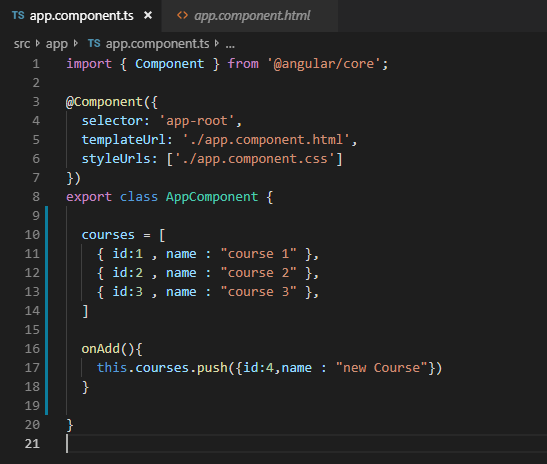 TS app.component.ts × <> app.component.html
src > app > TS app.component.ts > ...
1 import { Component } from '@angular/core';
2
3 @Component({
4 selector: 'app-root',
5 templateUrl: './app.component.html',
6 styleUrls: ['./app.component.css']
7 })
8 export class AppComponent {
9
10 courses = [
11 { id:1 , name : "course 1" },
12 { id:2 , name : "course 2" },
13 { id:3 , name : "course 3" },
14 ]
15
16 onAdd(){
17 this.courses.push({id:4,name : "new Course"})
18 }
19
20 }
21